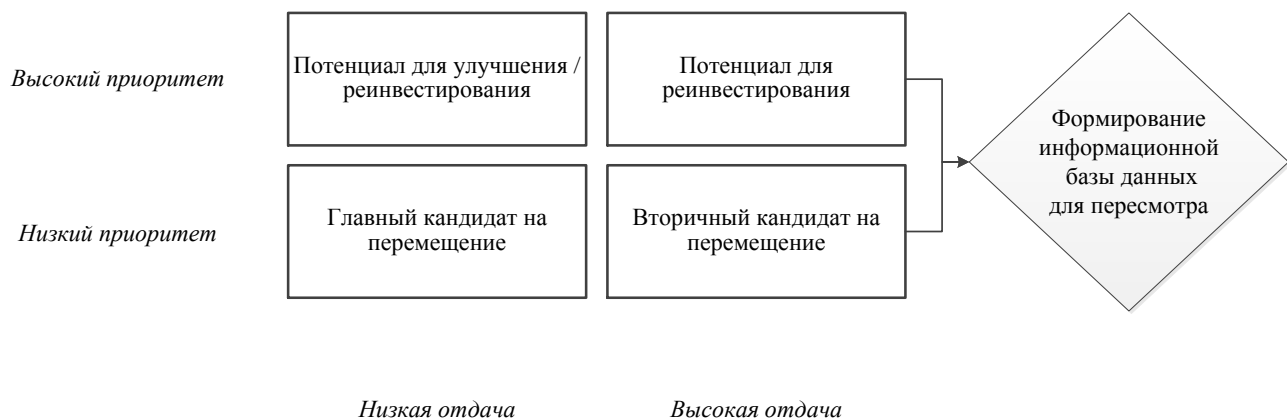 Высокий приоритет
Потенциал для улучшения /
реинвестирования
Потенциал для
реинвестирования
Формирование
информационной
базы данных
для пересмотра
Низкий приоритет
Главный кандидат на
перемещение
Вторичный кандидат на
перемещение
Низкая отдача
Высокая отдача